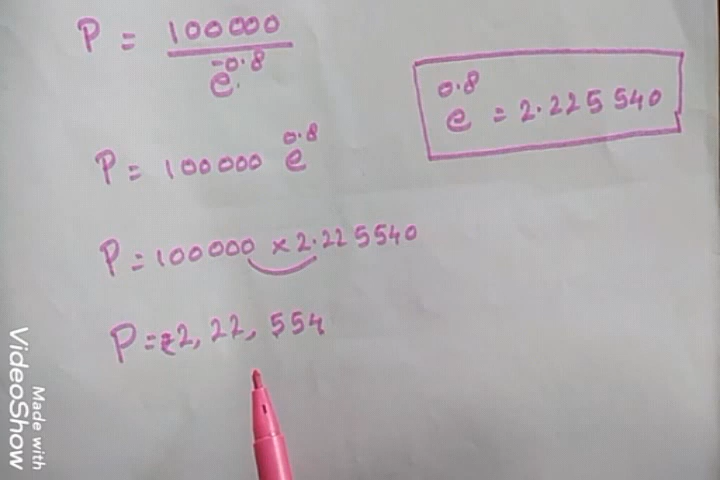 P = 100000 / e^-0.8
e^0.8 = 2.225540
P = 100000 e^0.8
P = 100000 × 2.225540
P = ₹2,22,554
Made with
VideoShow